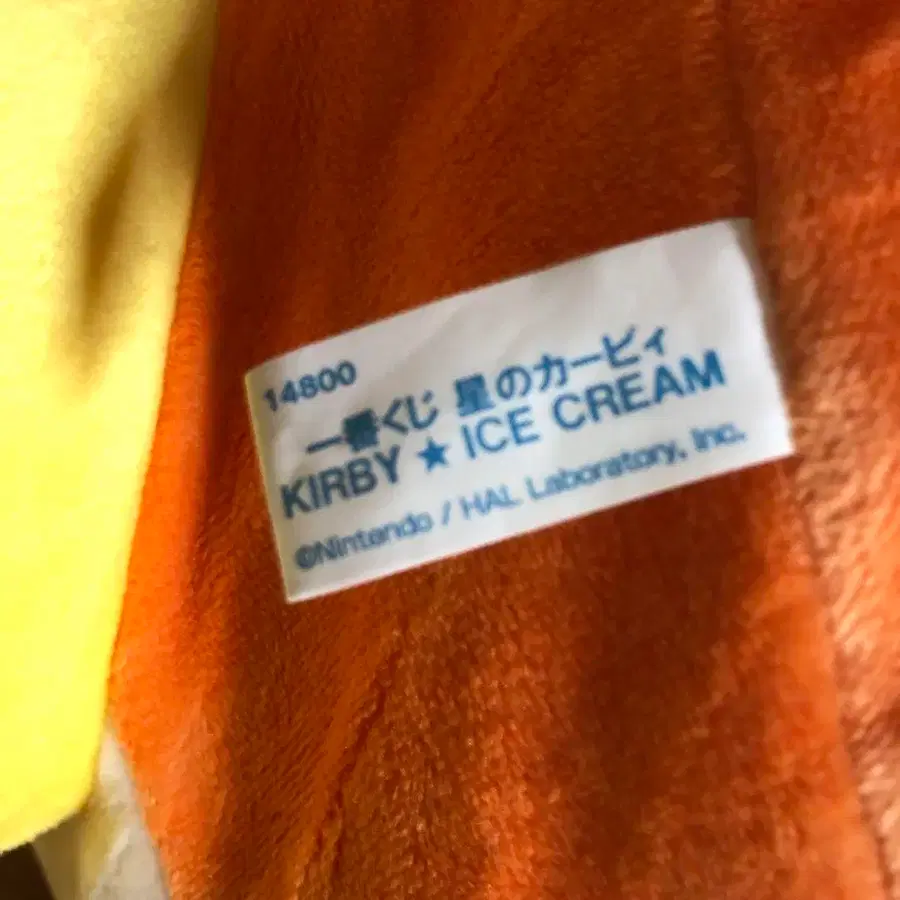 14800
一番くじ 星のカービィ
KIRBY ★ ICE CREAM
©Nintendo / HAL Laboratory, Inc.